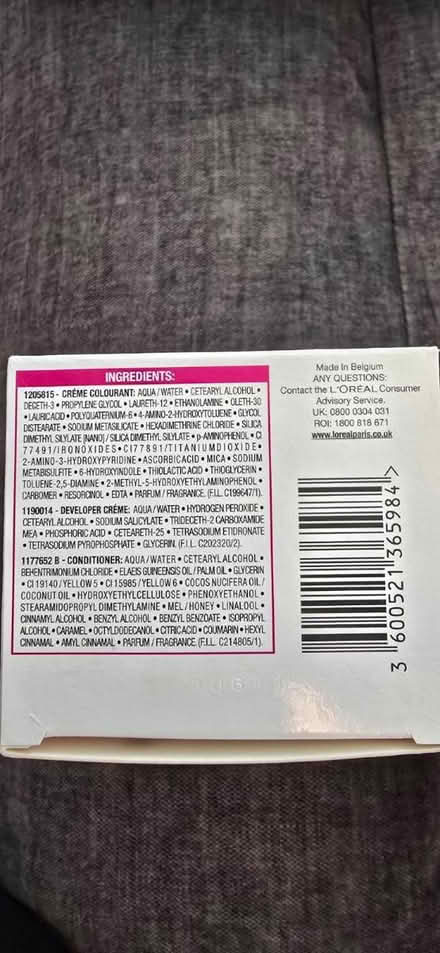 INGREDIENTS:
1205815 - CRÈME COLOURANT: AQUA / WATER • CETEARYL ALCOHOL •
DECETH-3 • PROPYLENE GLYCOL • LAURETH-12 • ETHANOLAMINE • OLETH-30
• LAURIC ACID • POLYQUATERNIUM-6 • 4-AMINO-2-HYDROXYTOLUENE • GLYCOL
DISTEARATE • SODIUM METASILICATE • HEXADIMETHRINE CHLORIDE • SILICA
DIMETHYL SILYLATE [NANO] / SILICA DIMETHYL SILYLATE • p-AMINOPHENOL • CI
77491/IRON OXIDES • CI 77891/TITANIUM DIOXIDE •
2-AMINO-3-HYDROXYPYRIDINE • ASCORBIC ACID • MICA • SODIUM
METABISULFITE • 6-HYDROXYINDOLE • THIOLACTIC ACID • THIOGLYCERIN •
TOLUENE-2,5-DIAMINE • 2-METHYL-5-HYDROXYETHYLAMINOPHENOL •
CARBOMER • RESORCINOL • EDTA • PARFUM / FRAGRANCE. (F.I.L. C199647/1).
1190014 - DEVELOPER CRÈME: AQUA / WATER • HYDROGEN PEROXIDE •
CETEARYL ALCOHOL • SODIUM SALICYLATE • TRIDECETH-2 CARBOXAMIDE
MEA • PHOSPHORIC ACID • CETEARETH-25 • TETRASODIUM ETIDRONATE
• TETRASODIUM PYROPHOSPHATE • GLYCERIN. (F.I.L. C202320/2).
1177652 B - CONDITIONER: AQUA / WATER • CETEARYL ALCOHOL •
BEHENTRIMONIUM CHLORIDE • ELAEIS GUINEENSIS OIL / PALM OIL • GLYCERIN
• CI 19140 / YELLOW 5 • CI 15985 / YELLOW 6 • COCOS NUCIFERA OIL /
COCONUT OIL • HYDROXYETHYLCELLULOSE • PHENOXYETHANOL •
STEARAMIDOPROPYL DIMETHYLAMINE • MEL / HONEY • LINALOOL •
CINNAMYL ALCOHOL • BENZYL ALCOHOL • BENZYL BENZOATE • ISOPROPYL
ALCOHOL • CARAMEL • OCTYLDODECANOL • CITRIC ACID • COUMARIN • HEXYL
CINNAMAL • AMYL CINNAMAL • PARFUM / FRAGRANCE. (F.I.L. C214805/1).
Made in Belgium
ANY QUESTIONS:
Contact the L'ORÉAL Consumer
Advisory Service.
UK: 0800 0304 031
ROI: 1800 818 671
www.lorealparis.co.uk
3 600521 365984 >